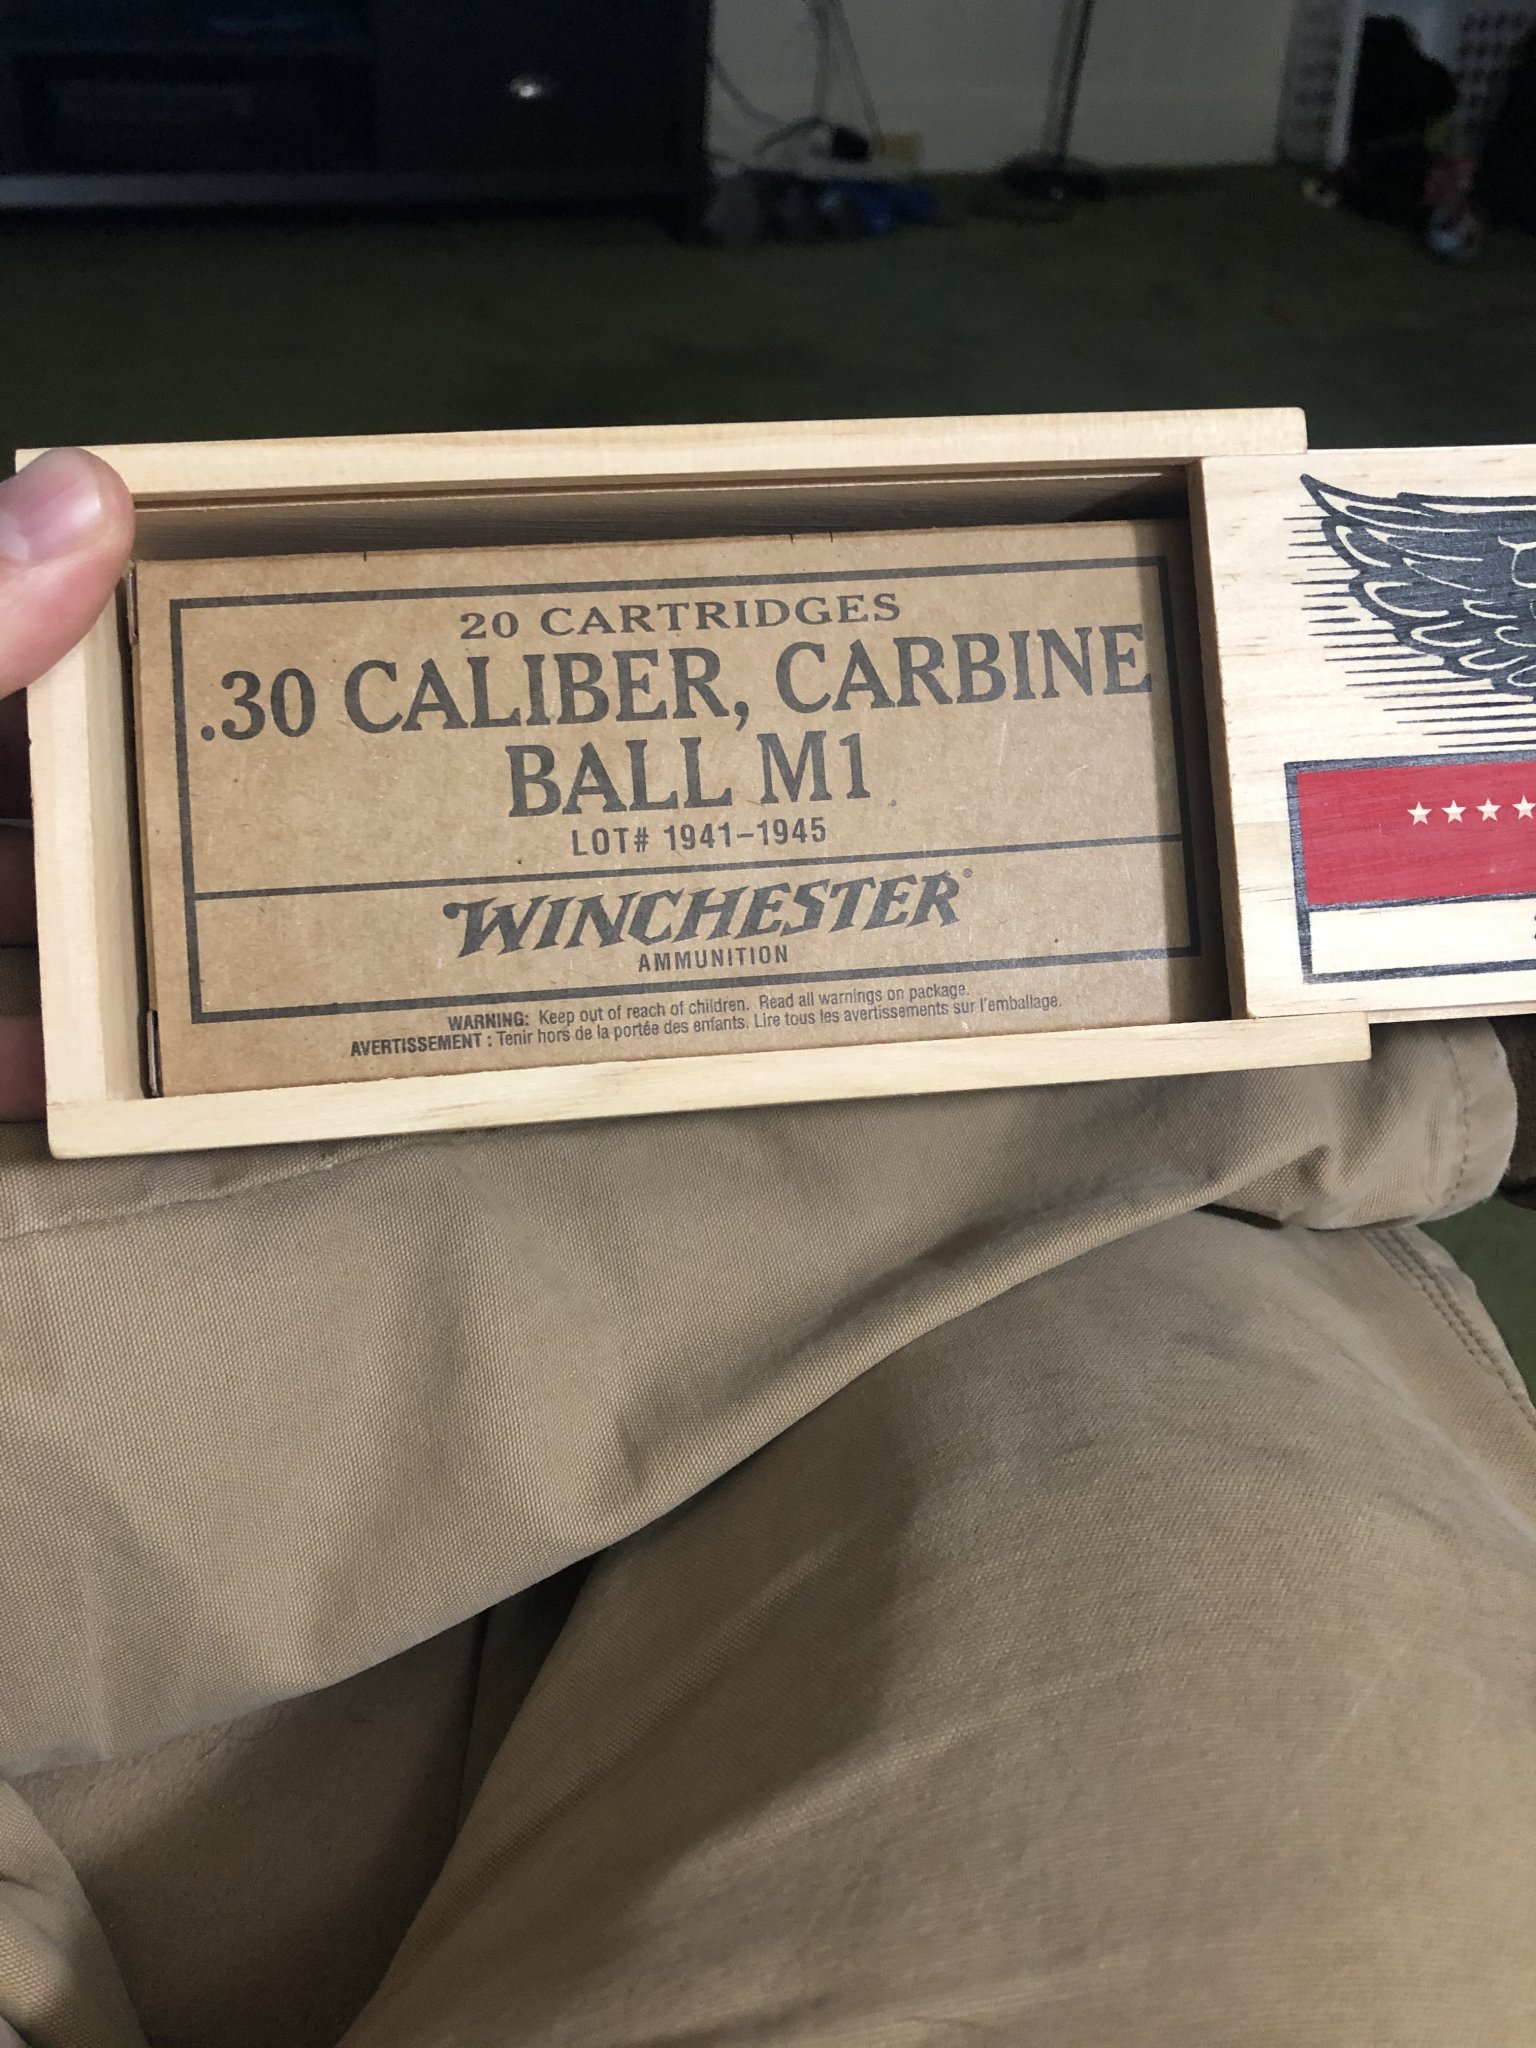 20 CARTRIDGES
.30 CALIBER, CARBINE
BALL M1
LOT# 1941-1945
WINCHESTER®
AMMUNITION
WARNING: Keep out of reach of children. Read all warnings on package.
AVERTISSEMENT : Tenir hors de la portée des enfants. Lire tous les avertissements sur l'emballage.